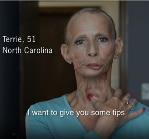 Terrie, 51
North Carolina
I want to give you some tips